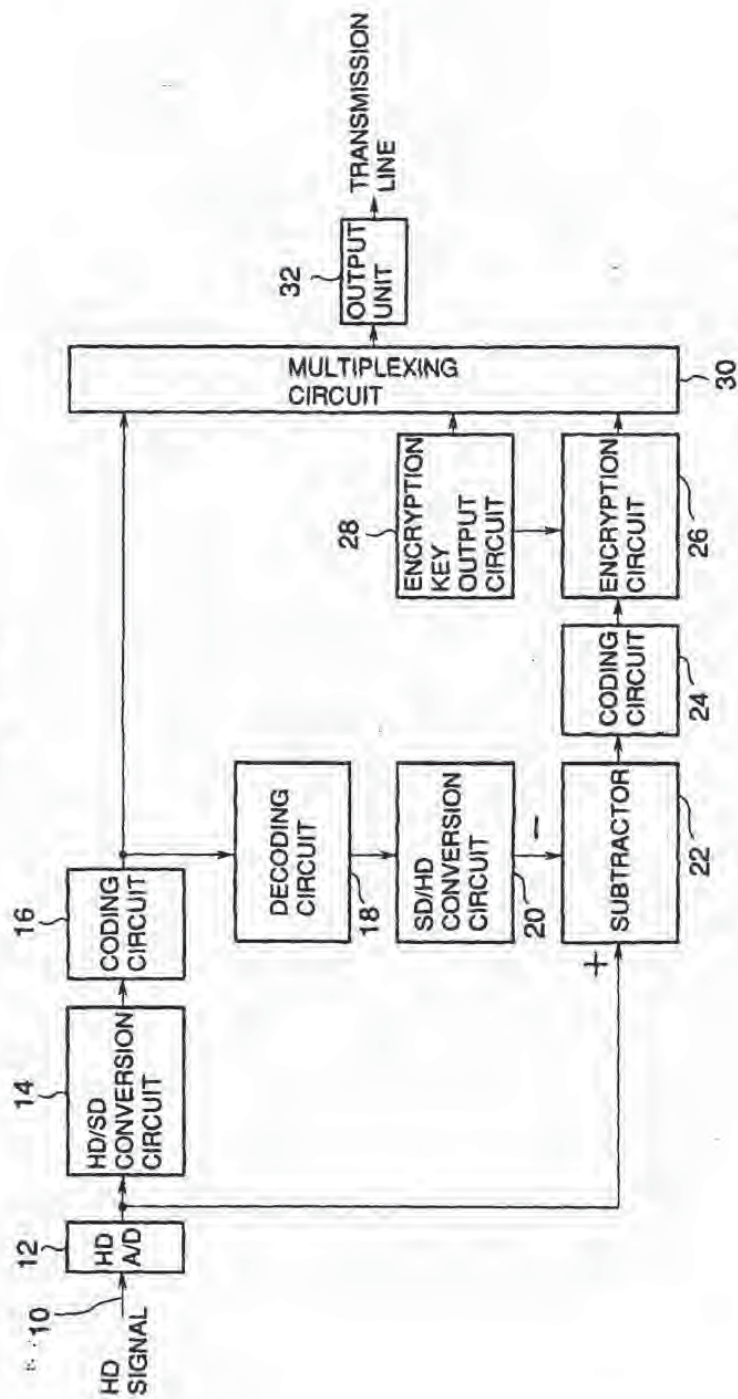 HD
SIGNAL
10
12
HD
A/D
14
HD/SD
CONVERSION
CIRCUIT
16
CODING
CIRCUIT
DECODING
CIRCUIT
18
SD/HD
CONVERSION
CIRCUIT
20
−
+
SUBTRACTOR
22
CODING
CIRCUIT
24
28
ENCRYPTION
KEY
OUTPUT
CIRCUIT
ENCRYPTION
CIRCUIT
26
MULTIPLEXING
CIRCUIT
30
32
OUTPUT
UNIT
TRANSMISSION
LINE